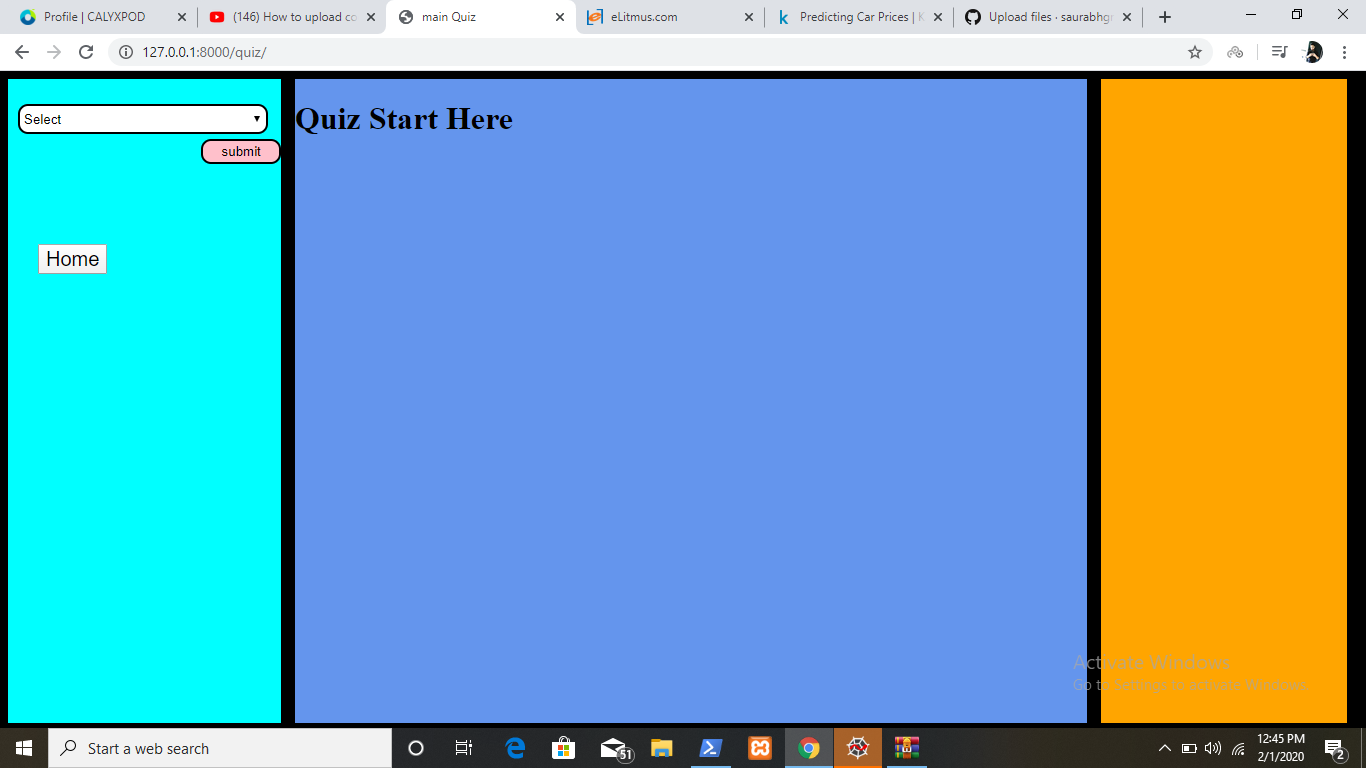 Profile | CALYXPOD
(146) How to upload co
main Quiz
eLitmus.com
Predicting Car Prices | K
Upload files · saurabhgr
127.0.0.1:8000/quiz/
Select
submit
Quiz Start Here
Home
Activate Windows
Go to Settings to activate Windows.
Start a web search
51
12:45 PM
2/1/2020
2